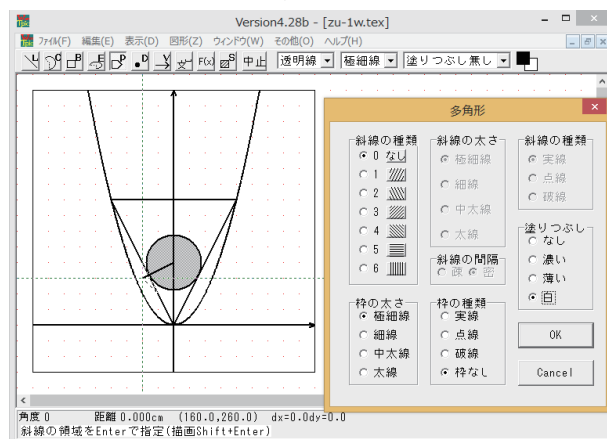 Version4.28b - [zu-1w.tex]
ファイル(F) 編集(E) 表示(D) 図形(Z) ウィンドウ(W) その他(O) ヘルプ(H)
F(x) 中止 透明線 極細線 塗りつぶし無し
多角形
斜線の種類
0 なし
1
2
3
4
5
6
斜線の太さ
極細線
細線
中太線
太線
斜線の間隔
疎 密
斜線の種類
実線
点線
破線
塗りつぶし
なし
濃い
薄い
白
枠の太さ
極細線
細線
中太線
太線
枠の種類
実線
点線
破線
枠なし
OK
Cancel
角度 0 距離 0.000cm (160.0,260.0) dx=0.0dy=0.0
斜線の領域をEnterで指定(描画Shift+Enter)